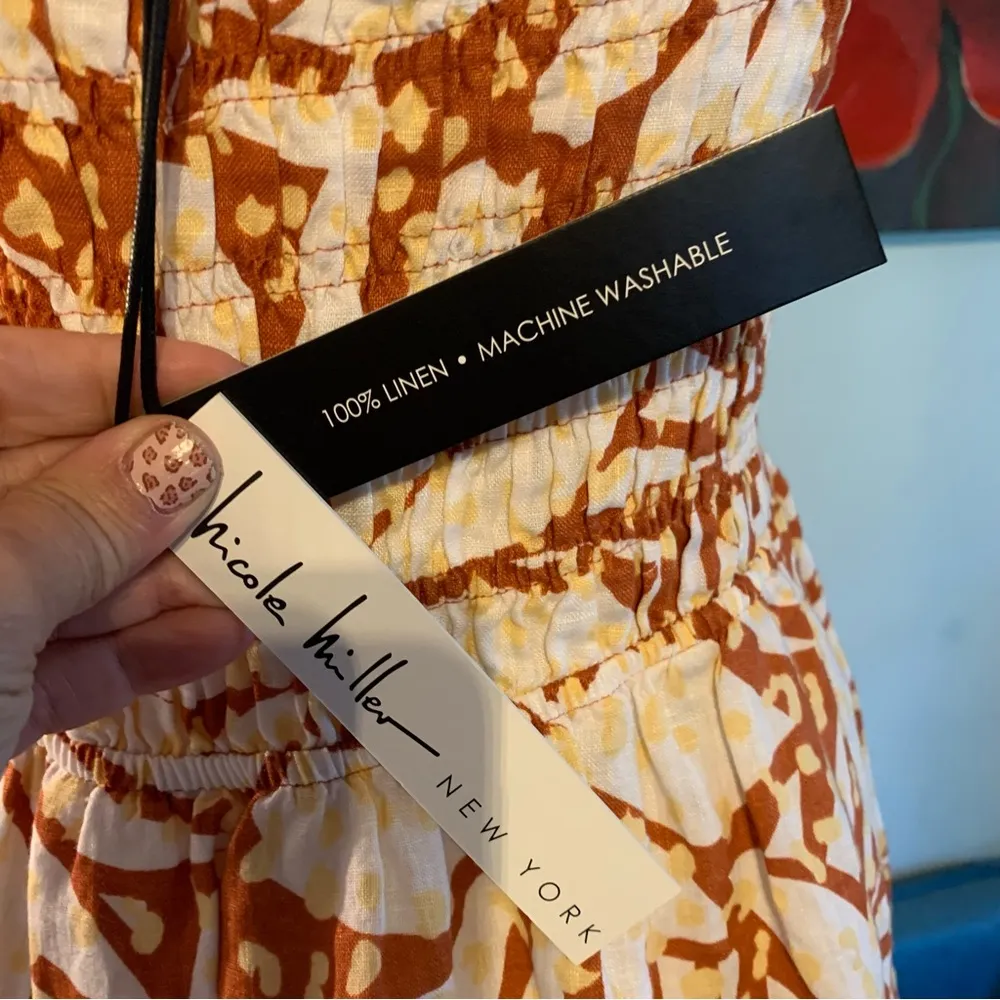 100% LINEN • MACHINE WASHABLE
nicole miller
NEW YORK